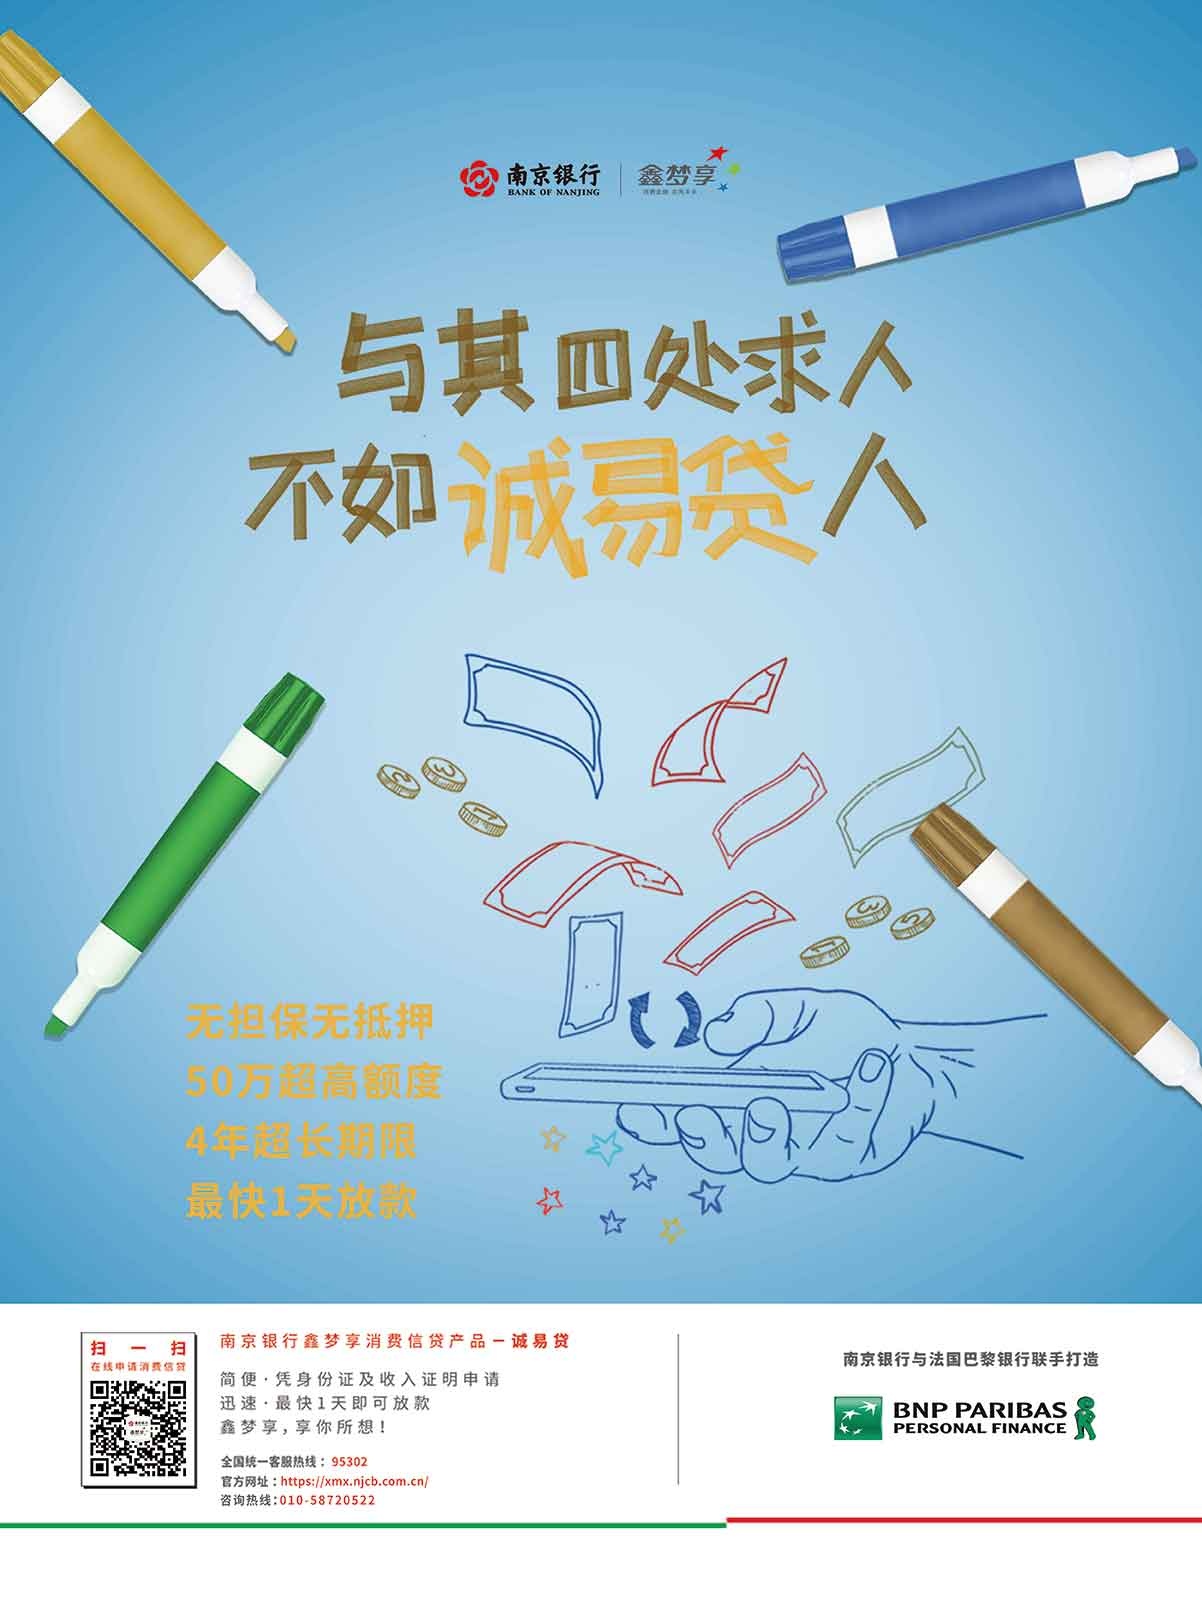 南京银行 鑫梦享
BANK OF NANJING
与其四处求人
不如诚易贷人
无担保无抵押
50万超高额度
4年超长期限
最快1天放款
扫一扫
在线申请消费信贷
南京银行鑫梦享消费信贷产品－诚易贷
简便·凭身份证及收入证明申请
迅速·最快1天即可放款
鑫梦享,享你所想!
全国统一客服热线：95302
官方网址：https://xmx.njcb.com.cn/
咨询热线:010-58720522
南京银行与法国巴黎银行联手打造
BNP PARIBAS
PERSONAL FINANCE